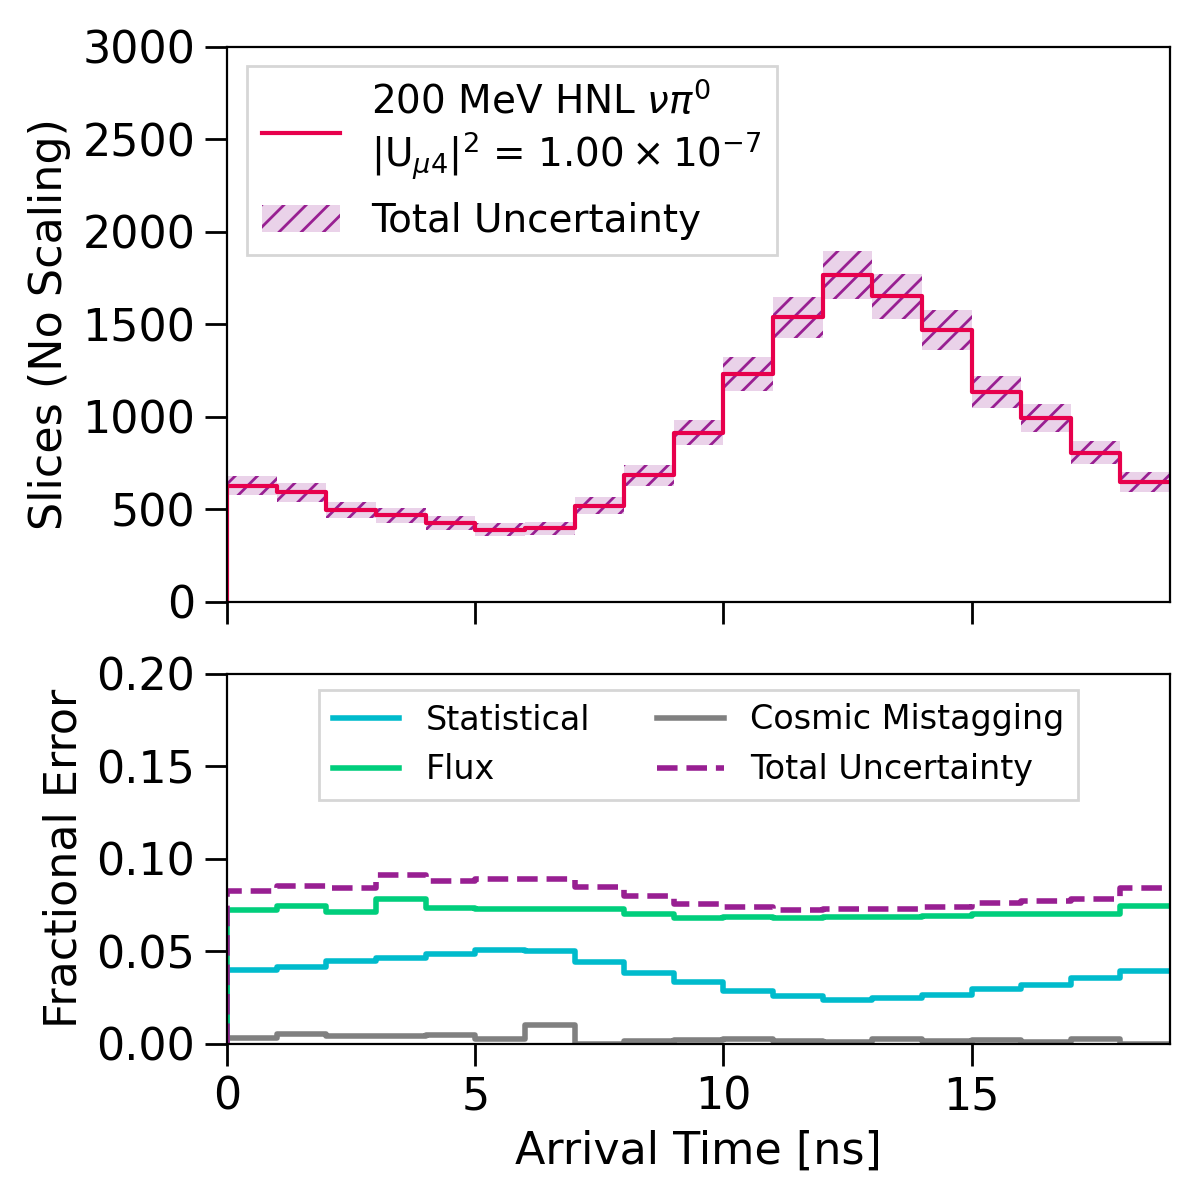 3000
2500
2000
1500
1000
500
0
Slices (No Scaling)
200 MeV HNL νπ⁰
|U_μ4|² = 1.00 × 10⁻⁷
Total Uncertainty
0.20
0.15
0.10
0.05
0.00
Fractional Error
Statistical
Flux
Cosmic Mistagging
Total Uncertainty
0 5 10 15
Arrival Time [ns]